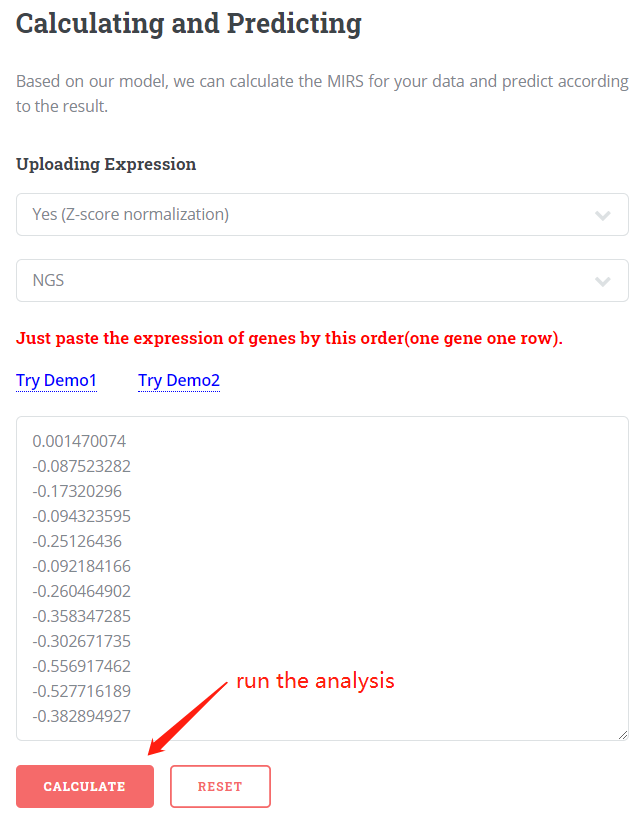 Calculating and Predicting
Based on our model, we can calculate the MIRS for your data and predict according
to the result.
Uploading Expression
Yes (Z-score normalization)
NGS
Just paste the expression of genes by this order(one gene one row).
Try Demo1 Try Demo2
0.001470074
-0.087523282
-0.17320296
-0.094323595
-0.25126436
-0.092184166
-0.260464902
-0.358347285
-0.302671735
-0.556917462
-0.527716189
-0.382894927
run the analysis
CALCULATE RESET